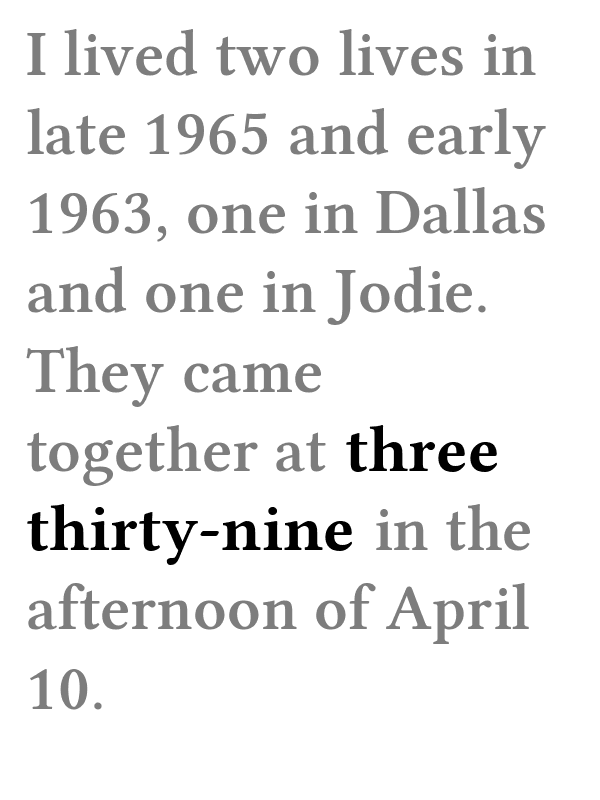 I lived two lives in
late 1965 and early
1963, one in Dallas
and one in Jodie.
They came
together at three
thirty-nine in the
afternoon of April
10.